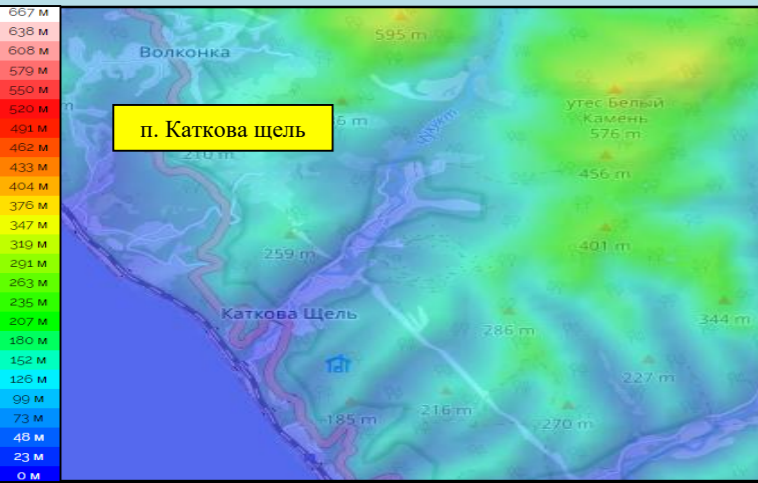 667 м
638 м
608 м
579 м
550 м
520 м
491 м
462 м
433 м
404 м
376 м
347 м
319 м
291 м
263 м
235 м
207 м
180 м
152 м
126 м
99 м
73 м
48 м
23 м
0 м
595 m
Волконка
утес Белый
Камень
576 m
п. Каткова щель
210 m
456 m
401 m
259 m
Каткова Щель
286 m
344 m
227 m
185 m
216 m
270 m